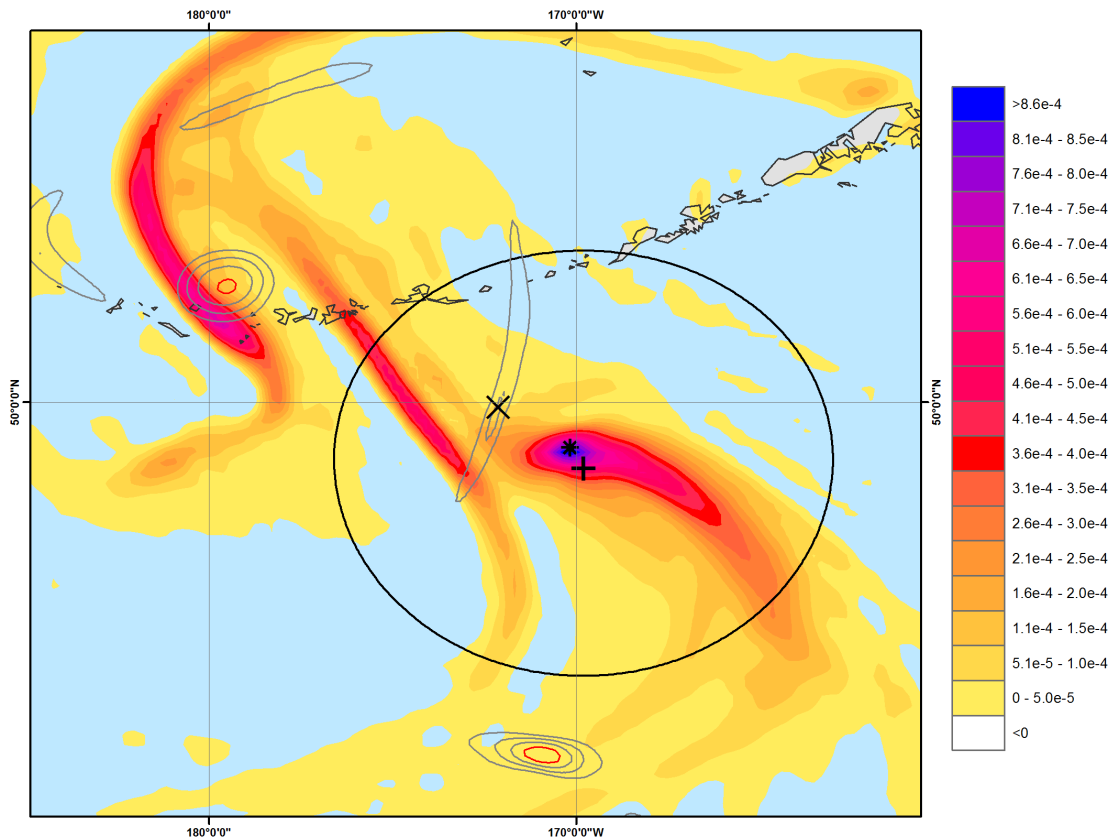 180°0'0"
170°0'0"W
50°0'0"N
50°0'0"N
180°0'0"
170°0'0"W
>8.6e-4
8.1e-4 - 8.5e-4
7.6e-4 - 8.0e-4
7.1e-4 - 7.5e-4
6.6e-4 - 7.0e-4
6.1e-4 - 6.5e-4
5.6e-4 - 6.0e-4
5.1e-4 - 5.5e-4
4.6e-4 - 5.0e-4
4.1e-4 - 4.5e-4
3.6e-4 - 4.0e-4
3.1e-4 - 3.5e-4
2.6e-4 - 3.0e-4
2.1e-4 - 2.5e-4
1.6e-4 - 2.0e-4
1.1e-4 - 1.5e-4
5.1e-5 - 1.0e-4
0 - 5.0e-5
<0